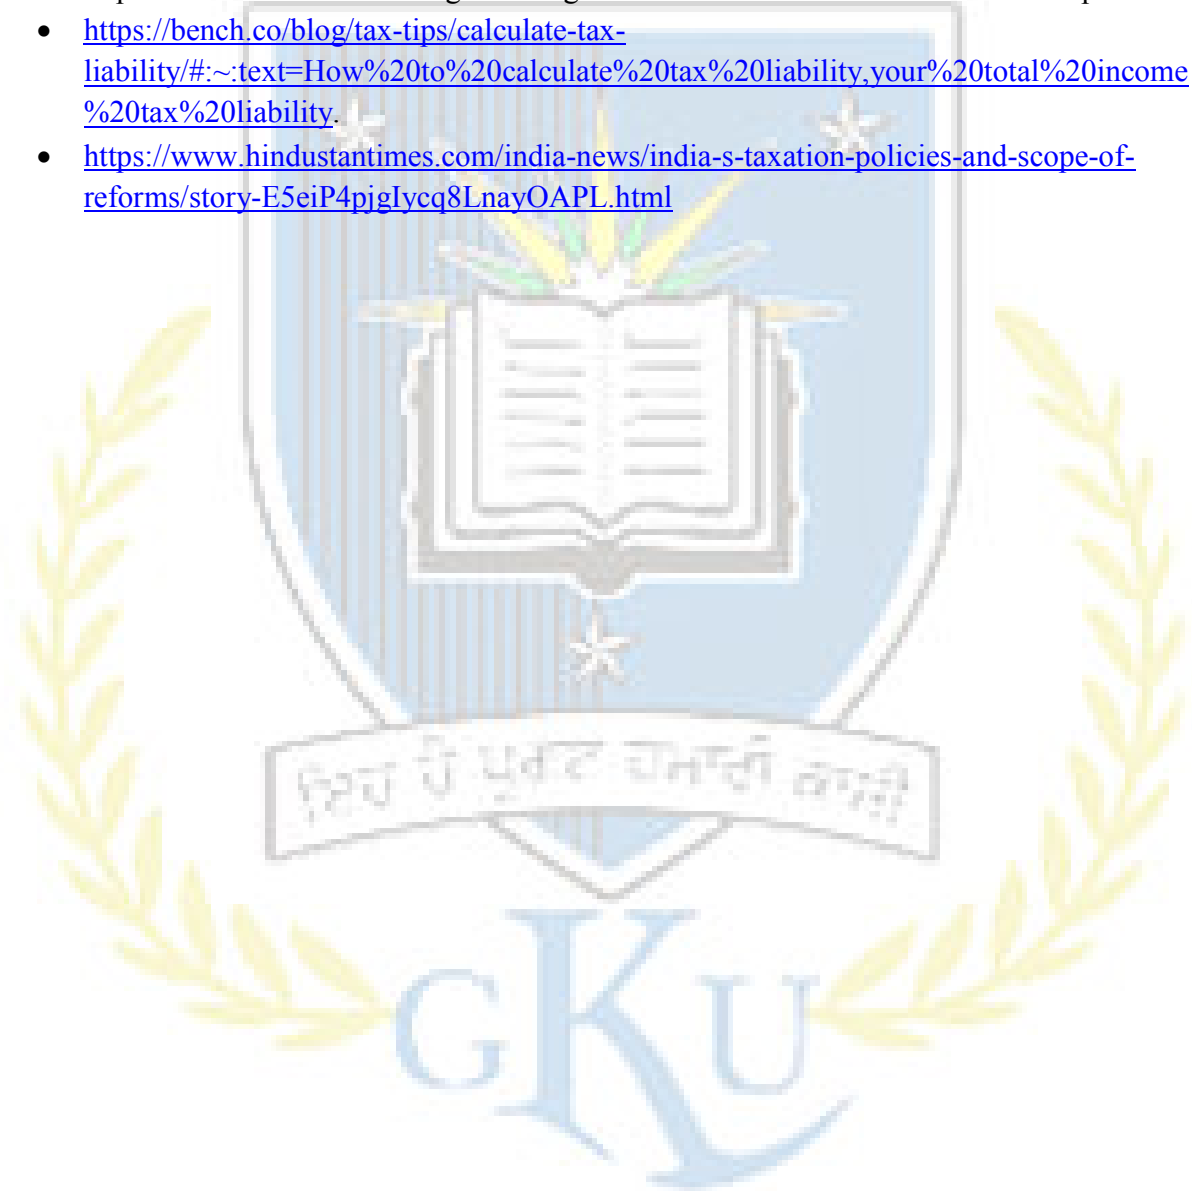 • https://bench.co/blog/tax-tips/calculate-tax-
liability/#:~:text=How%20to%20calculate%20tax%20liability,your%20total%20income
%20tax%20liability.
• https://www.hindustantimes.com/india-news/india-s-taxation-policies-and-scope-of-
reforms/story-E5eiP4pjgIycq8LnayOAPL.html
ਹਮਾਰੀ
GKU